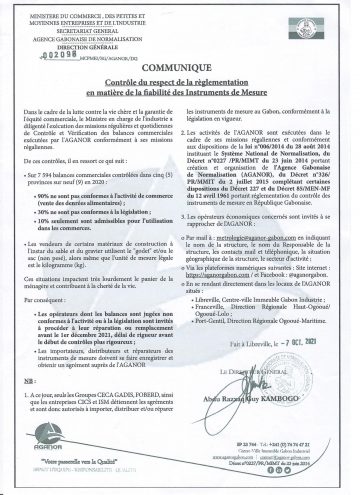 MINISTERE DU COMMERCE, DES PETITES ET
MOYENNES ENTREPRISES ET DE L'INDUSTRIE
SECRETARIAT GENERAL
AGENCE GABONAISE DE NORMALISATION
DIRECTION GÉNÉRALE
002098 /MCPMEI/SG/AGANOR/DG
COMMUNIQUE
Contrôle du respect de la règlementation
en matière de la fiabilité des Instruments de Mesure
Dans le cadre de la lutte contre la vie chère et la garantie de
l'équité commerciale, le Ministre en charge de l'Industrie a
diligenté l'exécution des missions régulières et quotidiennes
de Contrôle et Vérification des balances commerciales
exécutées par l'AGANOR conformément à ses missions
régaliennes.
De ces contrôles, il en ressort ce qui suit :
• Sur 7 594 balances commerciales contrôlées dans cinq (5)
provinces sur neuf (9) en 2020 :
• 90% ne sont pas conformes à l'activité de commerce
(vente des denrées alimentaires) ;
• 30% ne sont pas conformes à la législation ;
• 10% seulement sont admissibles pour l'utilisation
dans les commerces.
• Les vendeurs de certains matériaux de construction à
l'instar du sable et du gravier utilisent le "godet" et/ou le
sac (non pesé), alors même que l'unité de mesure légale
est le kilogramme (kg).
Ces situations impactent très lourdement le panier de la
ménagère et contribuent à la cherté de la vie.
Par conséquent :
• Les opérateurs dont les balances sont jugées non
conformes à l'activité ou à la législation sont invités
à procéder à leur réparation ou remplacement
avant le 1er décembre 2021, délai de rigueur avant
le début de contrôles plus rigoureux ;
• Les importateurs, distributeurs et réparateurs des
instruments de mesure doivent se faire enregistrer et
obtenir un agrément auprès de l'AGANOR
NB :
1. A ce jour, seuls les Groupes CECA GADIS, FOBERD, ainsi
que les entreprises CICS et ISM détiennent les agréments
et sont donc autorisés à importer, distribuer et/ou réparer
les instruments de mesure au Gabon, conformément à la
législation en vigueur.
2. Les activités de l'AGANOR sont exécutées dans le
cadre de ses missions régaliennes et conformément
aux dispositions de la loi n°006/2014 du 28 août 2014
instituant le Système National de Normalisation, du
Décret n°0227 /PR/MIMT du 23 juin 2014 portant
création et organisation de l'Agence Gabonaise
de Normalisation (AGANOR), du Décret n°326/
PR/MIMT du 2 juillet 2015 complétant certaines
dispositions du Décret 227 et du Décret 85/MEN-MF
du 12 avril 1961 portant règlementation du contrôle des
instruments de mesure en République Gabonaise.
3. Les opérateurs économiques concernés sont invités à se
rapprocher de l'AGANOR :
Par mail à : metrologie@aganor-gabon.com en indiquant
le nom de la structure, le nom du Responsable de la
structure, les contacts mail et téléphonique, la situation
géographique de la structure, le secteur d'activité ;
Via les plateformes numériques suivantes : Site internet :
http://aganorgabon.com / et Facebook : @aganorgabon.
En se rendant directement dans les locaux de l'AGANOR
situés :
• Libreville, Centre-ville Immeuble Gabon Industriel ;
• Franceville, Direction Régionale Haut-Ogooué/
Ogooué-Lolo ;
• Port-Gentil, Direction Régionale Ogooué-Maritime.
Fait à Libreville, le - 7 OCT. 2021
LE DIRECTEUR GENERAL
Abdu Razzaq Guy KAMBOGO
AGANOR
"Votre passerelle vers la Qualité"
BP 23 744 Tel: +241 (0) 74 74 47 21
Centre-Ville Immeuble Gabon Industriel
Décret n°0227/PR/MIMT du 23 juin 2014